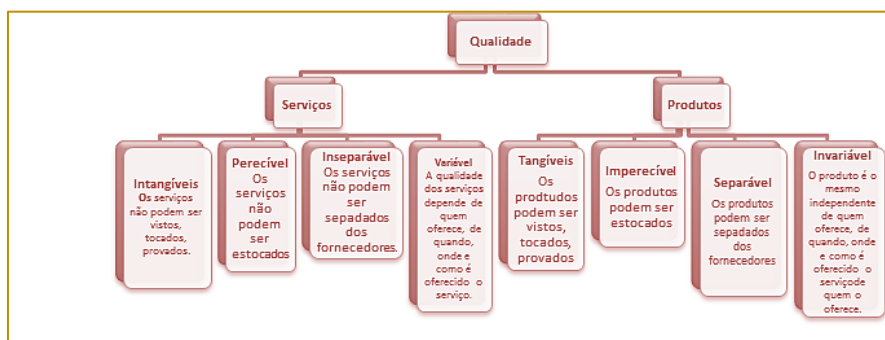 Qualidade
Serviços
Produtos
Intangíveis
Os serviços
não podem ser
vistos,
tocados,
provados.
Perecível
Os
serviços
não
podem
ser
estocados
Inseparável
Os serviços
não podem
ser
sepadados
dos
fornecedores.
Variável
A qualidade
dos serviços
depende de
quem
oferece, de
quando,
onde e
como é
oferecido o
serviço.
Tangíveis
Os
prodtudos
podem ser
vistos,
tocados,
provados
Imperecível
Os produtos
podem ser
estocados
Separável
Os produtos
podem ser
sepadados
dos
fornecedores
Invariável
O produto é o
mesmo
independente
de quem
oferece, de
quando, onde
e como é
oferecido o
serviçode
quem o
oferece.